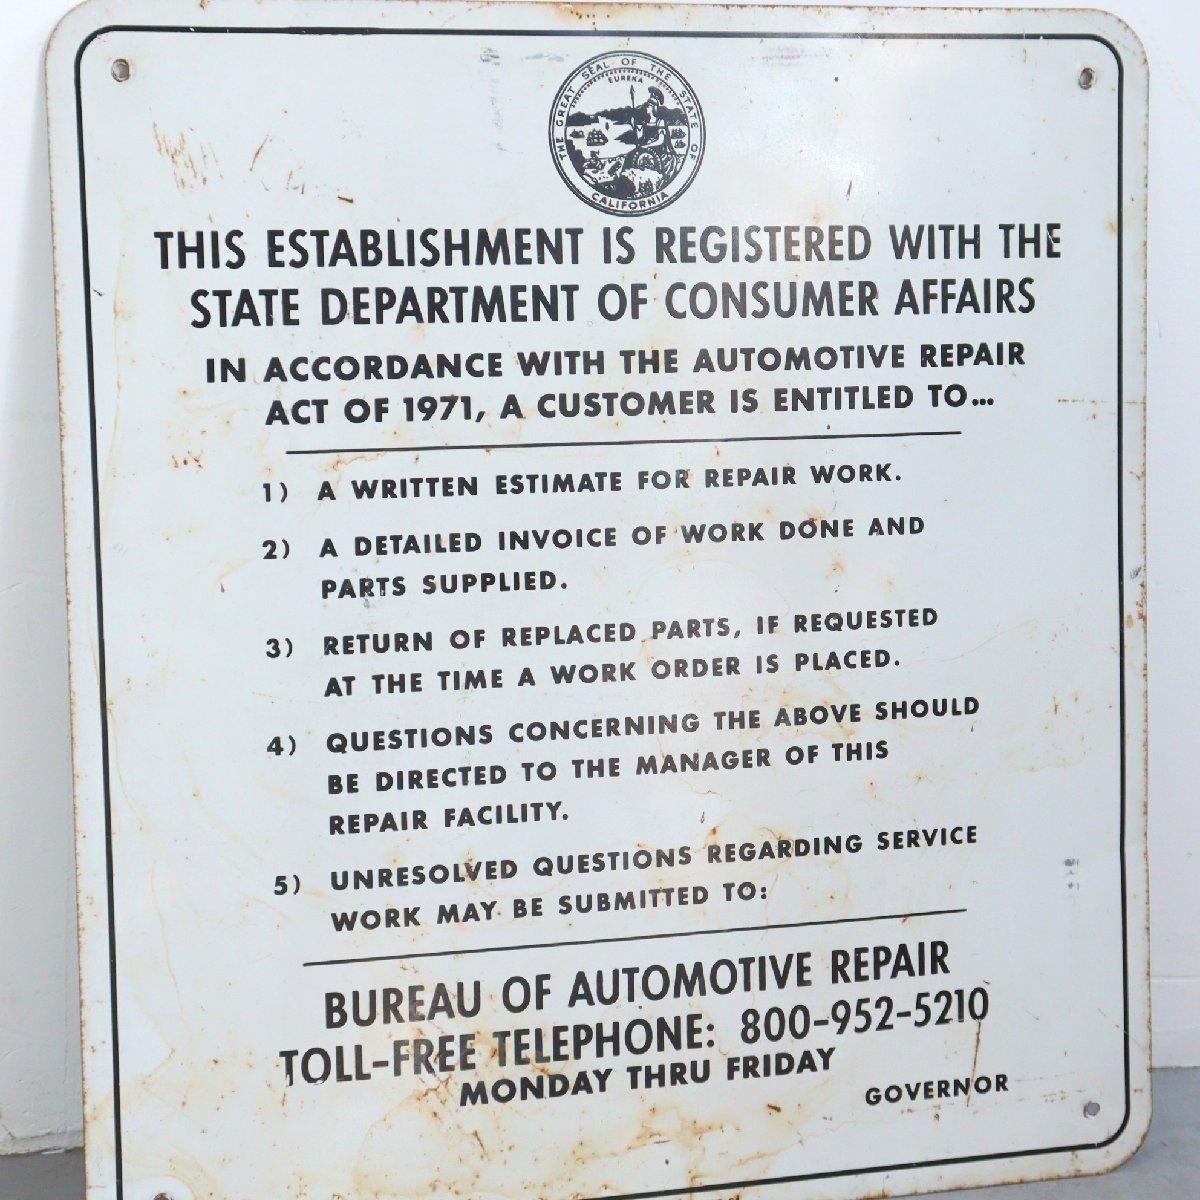 THE GREAT SEAL OF THE STATE OF CALIFORNIA
EUREKA
THIS ESTABLISHMENT IS REGISTERED WITH THE
STATE DEPARTMENT OF CONSUMER AFFAIRS
IN ACCORDANCE WITH THE AUTOMOTIVE REPAIR
ACT OF 1971, A CUSTOMER IS ENTITLED TO...
1) A WRITTEN ESTIMATE FOR REPAIR WORK.
2) A DETAILED INVOICE OF WORK DONE AND
PARTS SUPPLIED.
3) RETURN OF REPLACED PARTS, IF REQUESTED
AT THE TIME A WORK ORDER IS PLACED.
4) QUESTIONS CONCERNING THE ABOVE SHOULD
BE DIRECTED TO THE MANAGER OF THIS
REPAIR FACILITY.
5) UNRESOLVED QUESTIONS REGARDING SERVICE
WORK MAY BE SUBMITTED TO:
BUREAU OF AUTOMOTIVE REPAIR
TOLL-FREE TELEPHONE: 800-952-5210
MONDAY THRU FRIDAY
GOVERNOR